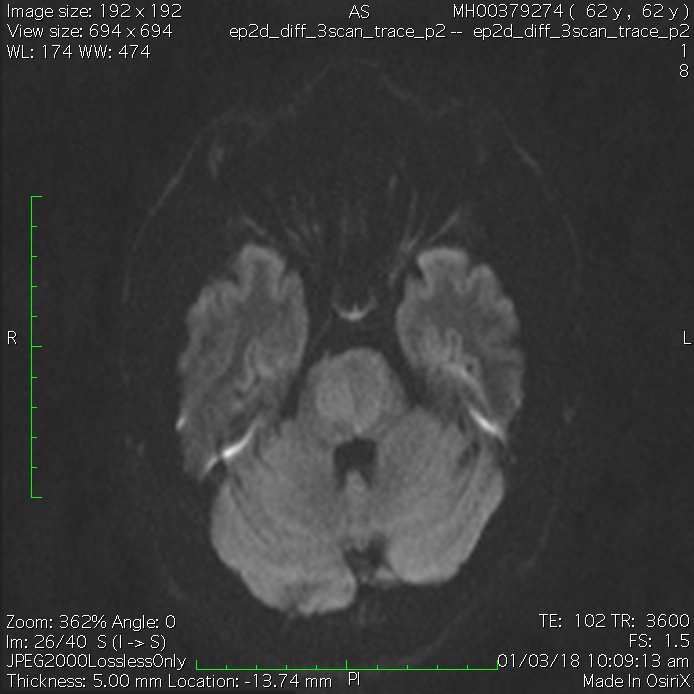 Image size: 192 x 192
View size: 694 x 694
WL: 174 WW: 474
AS
MH00379274 ( 62 y, 62 y)
ep2d_diff_3scan_trace_p2 -- ep2d_diff_3scan_trace_p2
1
8
R
L
Zoom: 362% Angle: 0
Im: 26/40 S (I -> S)
JPEG2000LosslessOnly
Thickness: 5.00 mm Location: -13.74 mm
PI
TE: 102 TR: 3600
FS: 1.5
01/03/18 10:09:13 am
Made In OsiriX